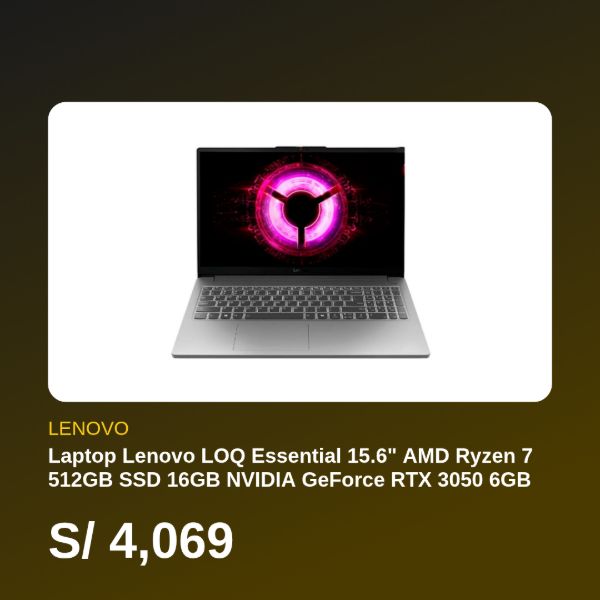 LENOVO
Laptop Lenovo LOQ Essential 15.6" AMD Ryzen 7
512GB SSD 16GB NVIDIA GeForce RTX 3050 6GB
S/ 4,069